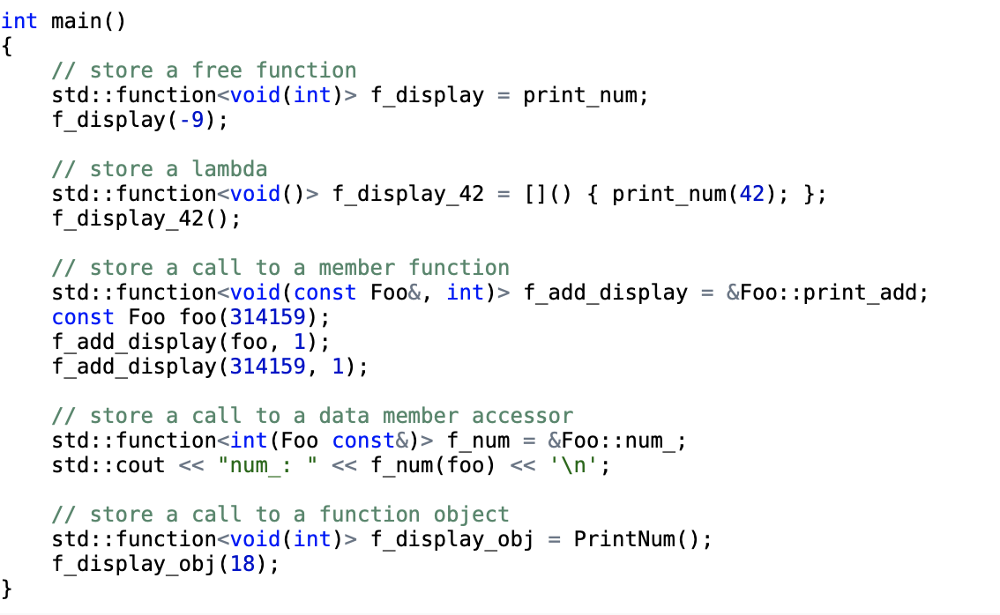 int main()
{
    // store a free function
    std::function<void(int)> f_display = print_num;
    f_display(-9);

    // store a lambda
    std::function<void()> f_display_42 = []() { print_num(42); };
    f_display_42();

    // store a call to a member function
    std::function<void(const Foo&, int)> f_add_display = &Foo::print_add;
    const Foo foo(314159);
    f_add_display(foo, 1);
    f_add_display(314159, 1);

    // store a call to a data member accessor
    std::function<int(Foo const&)> f_num = &Foo::num_;
    std::cout << "num_: " << f_num(foo) << '\n';

    // store a call to a function object
    std::function<void(int)> f_display_obj = PrintNum();
    f_display_obj(18);
}